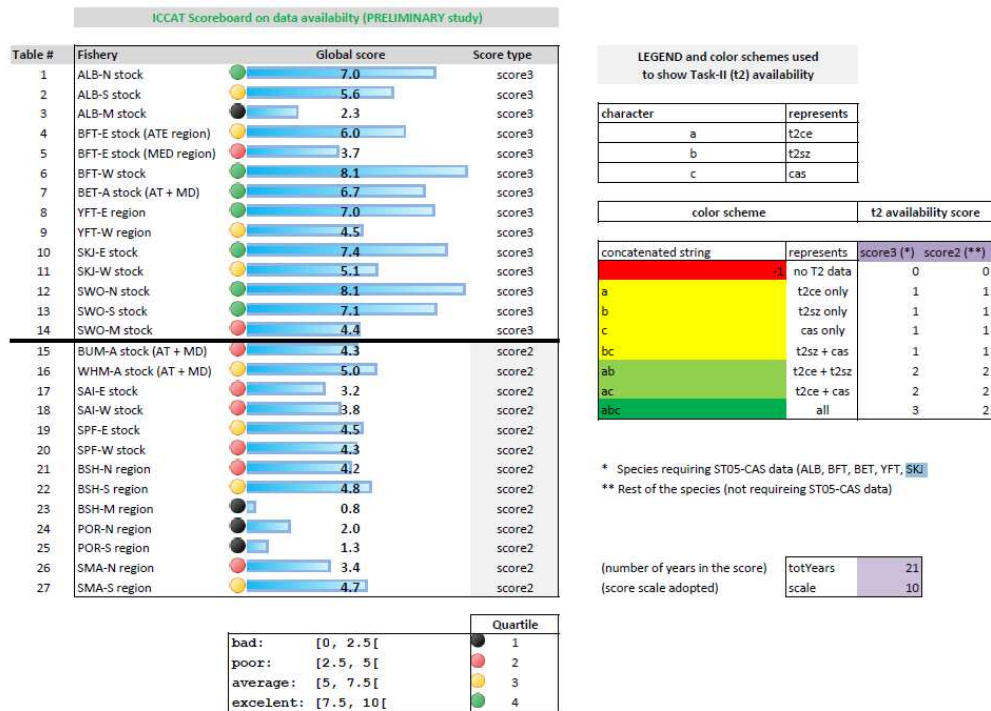 ICCAT Scoreboard on data availabilty (PRELIMINARY study)
Table # Fishery Global score Score type
1 ALB-N stock 7.0 score3
2 ALB-S stock 5.6 score3
3 ALB-M stock 2.3 score3
4 BFT-E stock (ATE region) 6.0 score3
5 BFT-E stock (MED region) 3.7 score3
6 BFT-W stock 8.1 score3
7 BET-A stock (AT + MD) 6.7 score3
8 YFT-E region 7.0 score3
9 YFT-W region 4.5 score3
10 SKJ-E stock 7.4 score3
11 SKJ-W stock 5.1 score3
12 SWO-N stock 8.1 score3
13 SWO-S stock 7.1 score3
14 SWO-M stock 4.4 score3
15 BUM-A stock (AT + MD) 4.3 score2
16 WHM-A stock (AT + MD) 5.0 score2
17 SAI-E stock 3.2 score2
18 SAI-W stock 3.8 score2
19 SPF-E stock 4.5 score2
20 SPF-W stock 4.3 score2
21 BSH-N region 4.2 score2
22 BSH-S region 4.8 score2
23 BSH-M region 0.8 score2
24 POR-N region 2.0 score2
25 POR-S region 1.3 score2
26 SMA-N region 3.4 score2
27 SMA-S region 4.7 score2
Quartile
bad: [0, 2.5[ 1
poor: [2.5, 5[ 2
average: [5, 7.5[ 3
excelent: [7.5, 10[ 4
LEGEND and color schemes used
to show Task-II (t2) availability
character represents
a t2ce
b t2sz
c cas
color scheme t2 availability score
concatenated string represents score3 (*) score2 (**)
-1 no T2 data 0 0
a t2ce only 1 1
b t2sz only 1 1
c cas only 1 1
bc t2sz + cas 1 1
ab t2ce + t2sz 2 2
ac t2ce + cas 2 2
abc all 3 2
* Species requiring ST05-CAS data (ALB, BFT, BET, YFT, SKJ
** Rest of the species (not requireing ST05-CAS data)
(number of years in the score) totYears 21
(score scale adopted) scale 10